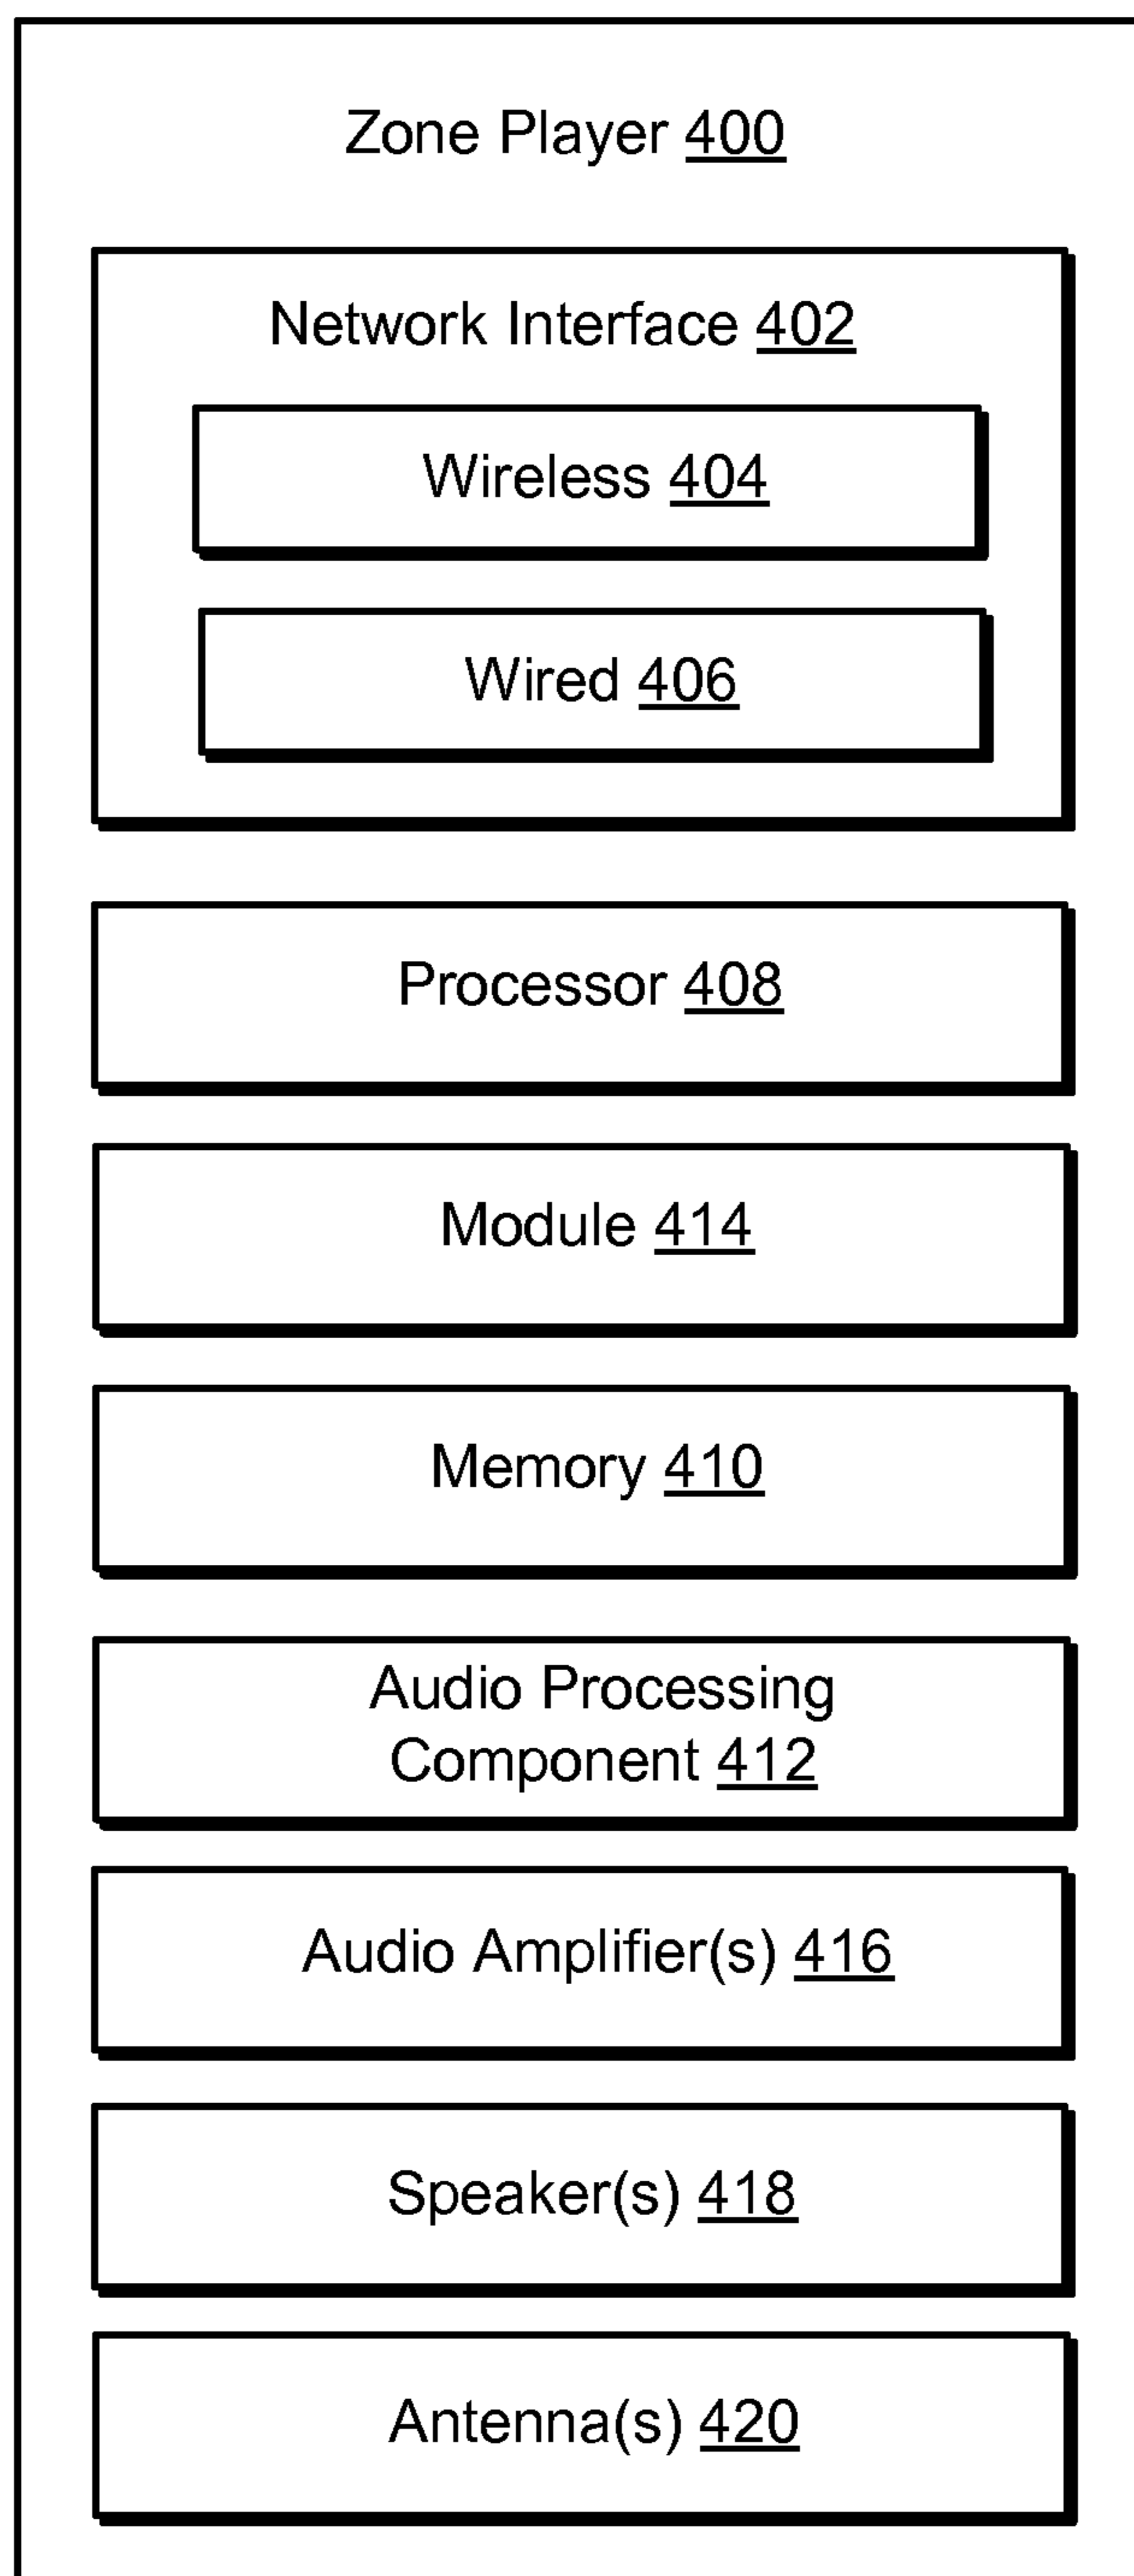 Zone Player 400
Network Interface 402
Wireless 404
Wired 406
Processor 408
Module 414
Memory 410
Audio Processing
Component 412
Audio Amplifier(s) 416
Speaker(s) 418
Antenna(s) 420